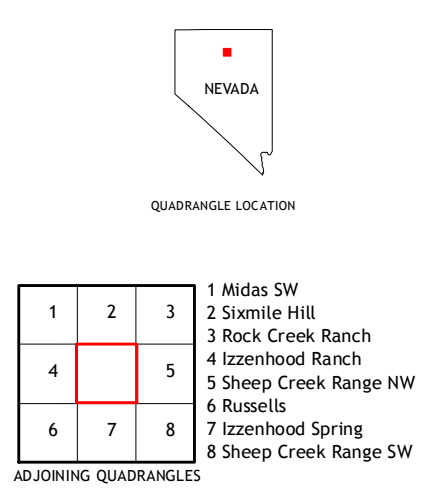 NEVADA
QUADRANGLE LOCATION
1 2 3
4 5
6 7 8
1 Midas SW
2 Sixmile Hill
3 Rock Creek Ranch
4 Izzenhood Ranch
5 Sheep Creek Range NW
6 Russells
7 Izzenhood Spring
8 Sheep Creek Range SW
ADJOINING QUADRANGLES